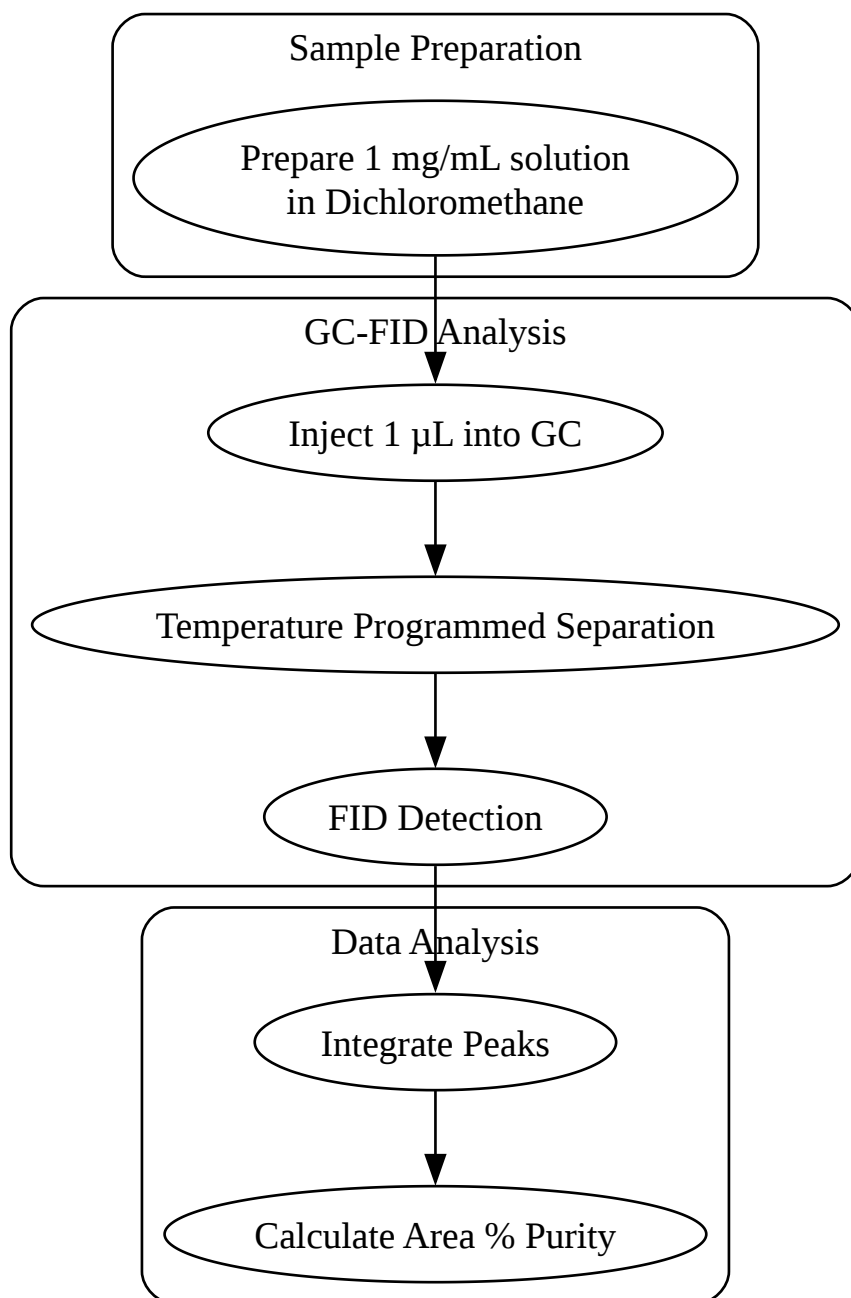 Sample Preparation
Prepare 1 mg/mL solution
in Dichloromethane
GC-FID Analysis
Inject 1 µL into GC
Temperature Programmed Separation
FID Detection
Data Analysis
Integrate Peaks
Calculate Area % Purity